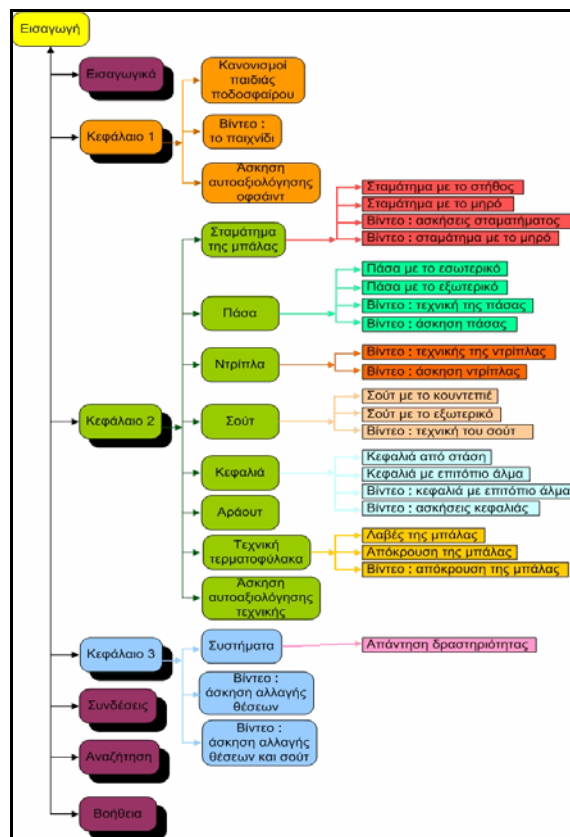 Εισαγωγή
Εισαγωγικά
Κεφάλαιο 1
Κανονισμοί
παιδιάς
ποδοσφαίρου
Βίντεο :
το παιχνίδι
Άσκηση
αυτοαξιολόγησης
οφσάιντ
Κεφάλαιο 2
Σταμάτημα
της μπάλας
Σταμάτημα με το στήθος
Σταμάτημα με το μηρό
Βίντεο : ασκήσεις σταματήματος
Βίντεο : σταμάτημα με το μηρό
Πάσα
Πάσα με το εσωτερικό
Πάσα με το εξωτερικό
Βίντεο : τεχνική της πάσας
Βίντεο : άσκηση πάσας
Ντρίπλα
Βίντεο : τεχνικής της ντρίπλας
Βίντεο : άσκηση ντρίπλας
Σούτ
Σούτ με το κουντεπιέ
Σούτ με το εξωτερικό
Βίντεο : τεχνική του σούτ
Κεφαλιά
Κεφαλιά από στάση
Κεφαλιά με επιτόπιο άλμα
Βίντεο : κεφαλιά με επιτόπιο άλμα
Βίντεο : ασκήσεις κεφαλιάς
Αράουτ
Τεχνική
τερματοφύλακα
Λαβές της μπάλας
Απόκρουση της μπάλας
Βίντεο : απόκρουση της μπάλας
Άσκηση
αυτοαξιολόγησης
τεχνικής
Κεφάλαιο 3
Συστήματα
Απάντηση δραστηριότητας
Βίντεο :
άσκηση αλλαγής
θέσεων
Βίντεο :
άσκηση αλλαγής
θέσεων και σούτ
Συνδέσεις
Αναζήτηση
Βοήθεια